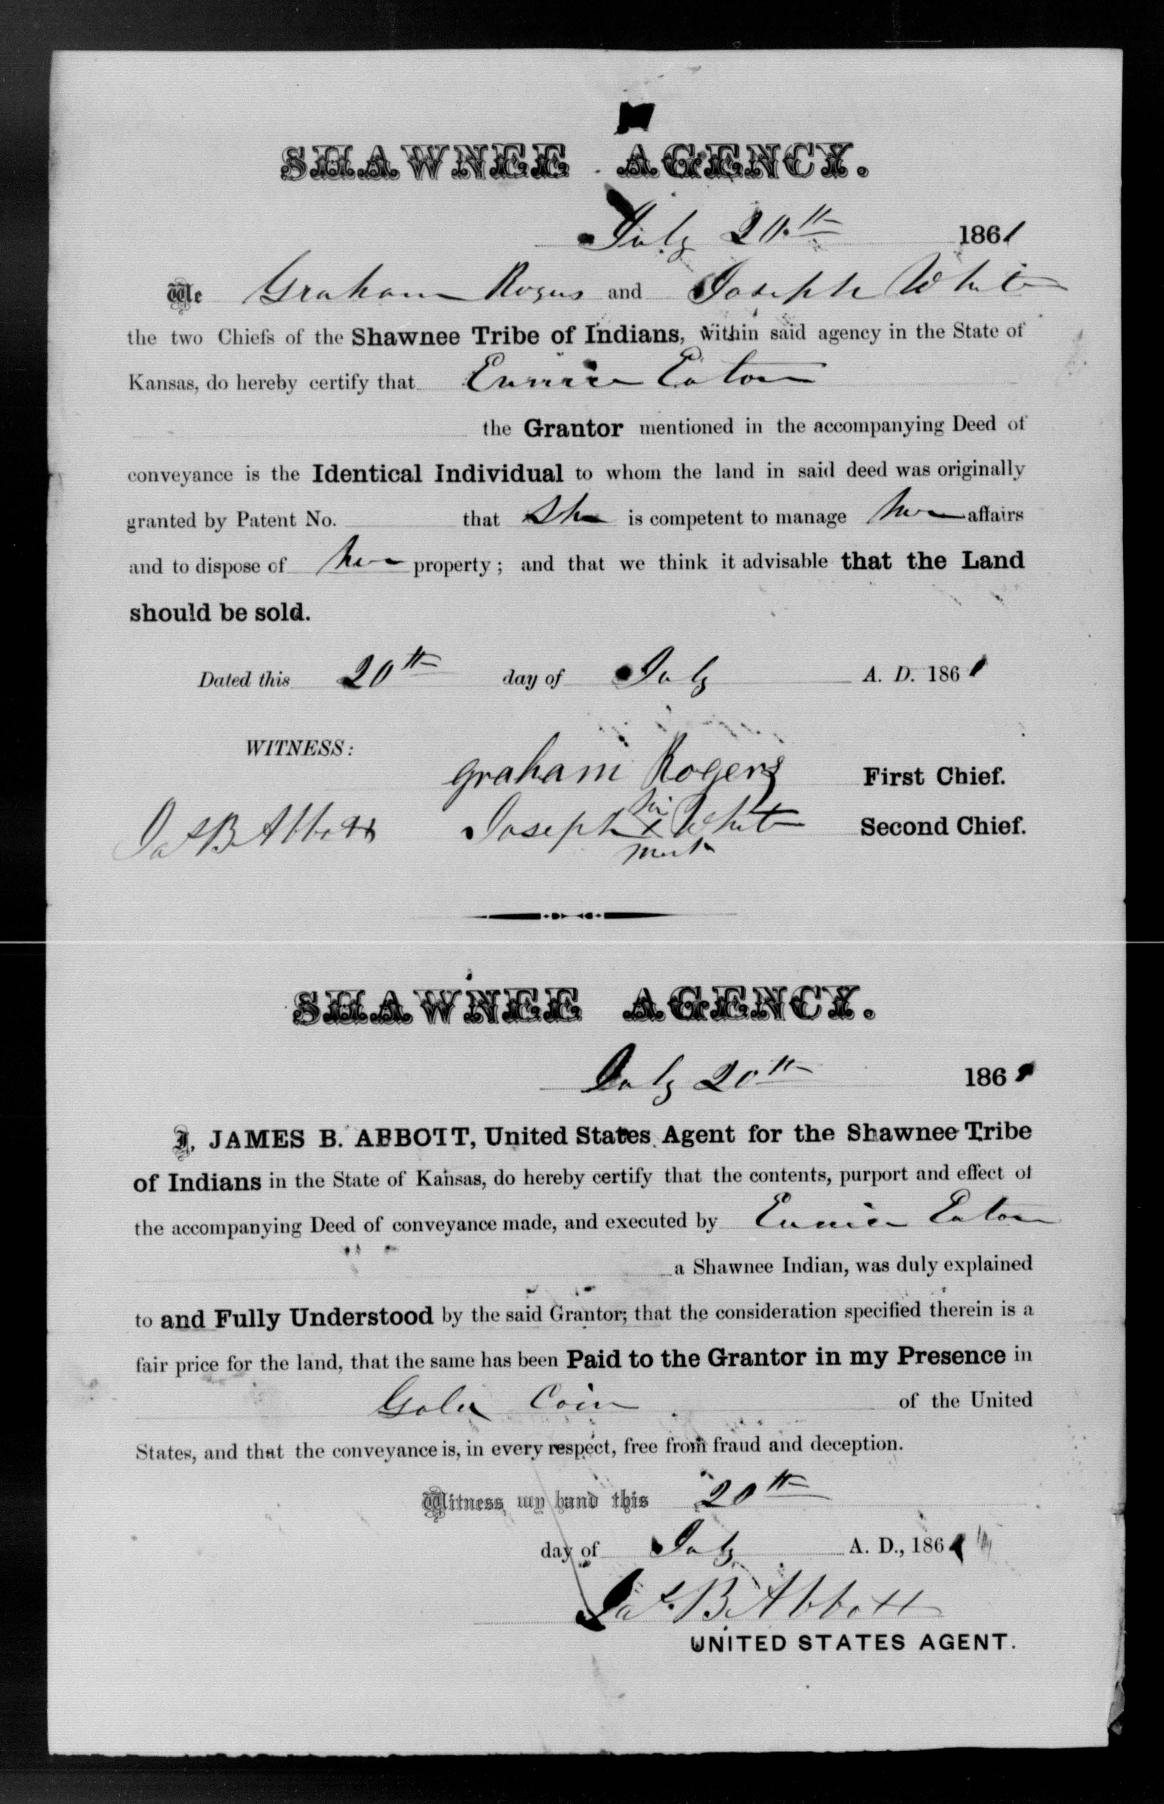 SHAWNEE AGENCY.
July 20th 1861
We Graham Rogers and Joseph White
the two Chiefs of the Shawnee Tribe of Indians, within said agency in the State of
Kansas, do hereby certify that Eunice Eaton
the Grantor mentioned in the accompanying Deed of
conveyance is the Identical Individual to whom the land in said deed was originally
granted by Patent No. that She is competent to manage her affairs
and to dispose of her property; and that we think it advisable that the Land
should be sold.
Dated this 20th day of July A. D. 1861
WITNESS:
Graham Rogers First Chief.
Jas B Abbott Joseph his x mark White Second Chief.
SHAWNEE AGENCY.
July 20th 1861
I, JAMES B. ABBOTT, United States Agent for the Shawnee Tribe
of Indians in the State of Kansas, do hereby certify that the contents, purport and effect of
the accompanying Deed of conveyance made, and executed by Eunice Eaton
a Shawnee Indian, was duly explained
to and Fully Understood by the said Grantor; that the consideration specified therein is a
fair price for the land, that the same has been Paid to the Grantor in my Presence in
Gold Coin of the United
States, and that the conveyance is, in every respect, free from fraud and deception.
Witness my hand this 20th
day of July A. D., 1861
Jas. B. Abbott
UNITED STATES AGENT.